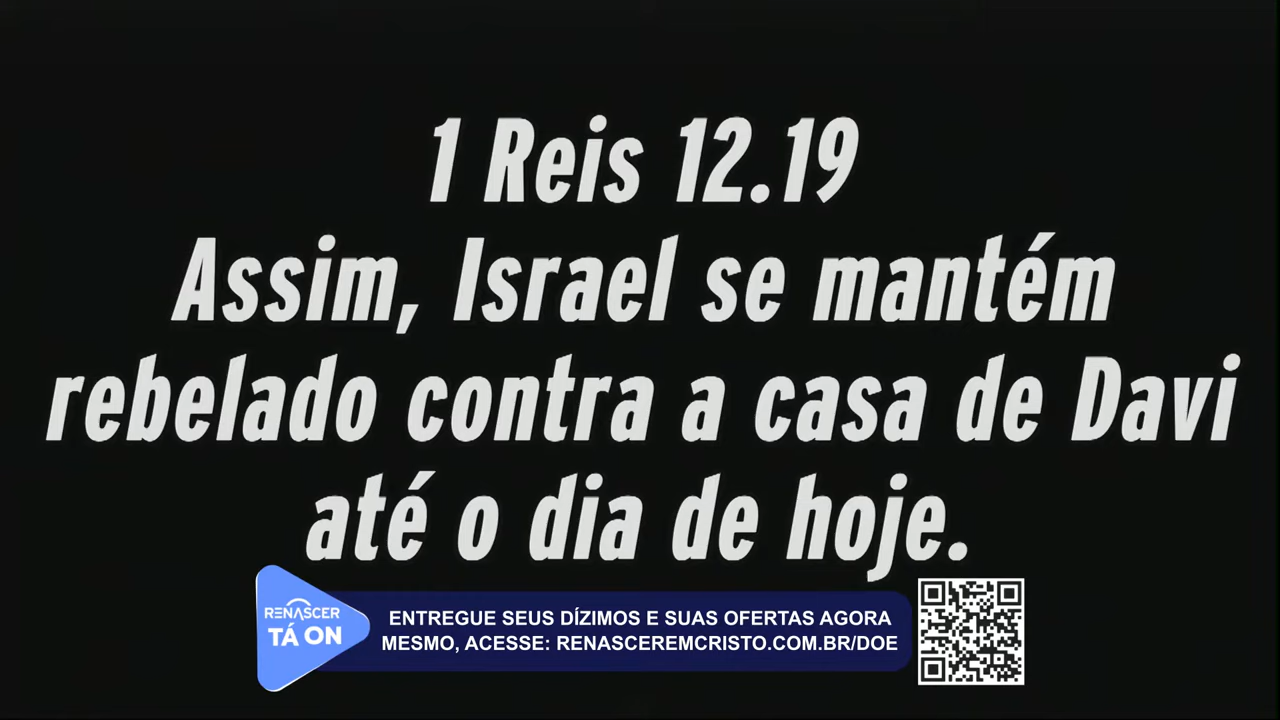 1 Reis 12.19
Assim, Israel se mantém
rebelado contra a casa de Davi
até o dia de hoje.
RENASCER
TÁ ON
ENTREGUE SEUS DÍZIMOS E SUAS OFERTAS AGORA
MESMO, ACESSE: RENASCEREMCRISTO.COM.BR/DOE